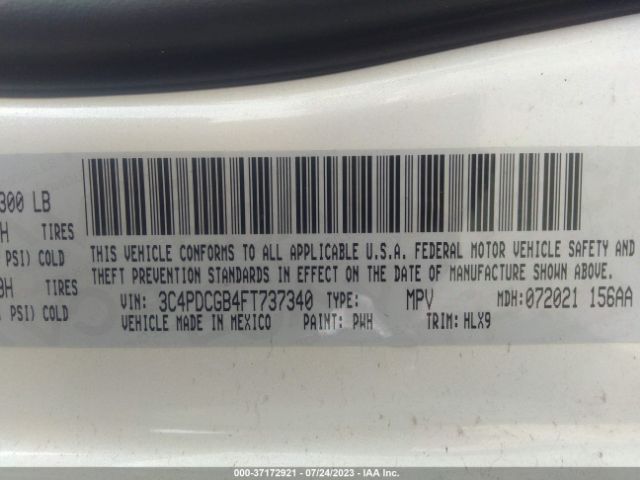 300 LB
H TIRES
PSI) COLD
TIRES
PSI) COLD
THIS VEHICLE CONFORMS TO ALL APPLICABLE U.S.A. FEDERAL MOTOR VEHICLE SAFETY AND
THEFT PREVENTION STANDARDS IN EFFECT ON THE DATE OF MANUFACTURE SHOWN ABOVE.
VIN: 3C4PDCGB4FT737340 TYPE: MPV MDH: 072021 156AA
VEHICLE MADE IN MEXICO PAINT: PWH TRIM: HLX9
000-37172921 - 07/24/2023 - IAA Inc.